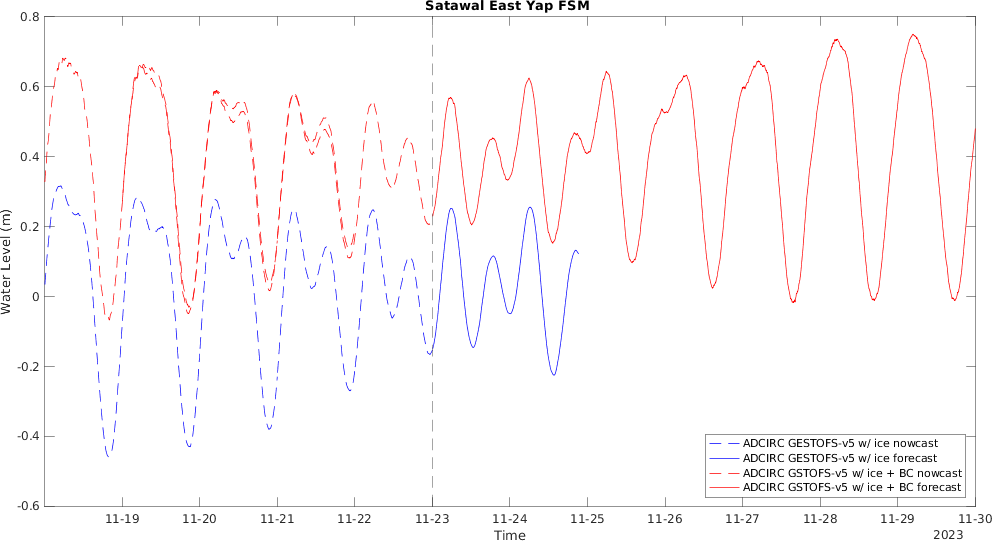 Satawal East Yap FSM
0.8
0.6
0.4
0.2
0
-0.2
-0.4
-0.6
Water Level (m)
ADCIRC GESTOFS-v5 w/ ice nowcast
ADCIRC GESTOFS-v5 w/ ice forecast
ADCIRC GSTOFS-v5 w/ ice + BC nowcast
ADCIRC GSTOFS-v5 w/ ice + BC forecast
11-19 11-20 11-21 11-22 11-23 11-24 11-25 11-26 11-27 11-28 11-29 11-30
Time
2023